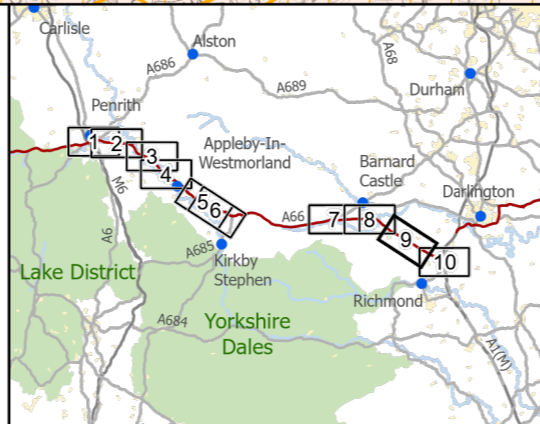 Carlisle
Alston
A686
A689
A68
Durham
Penrith
1
2
3
4
5
6
Appleby-In-
Westmorland
M6
A6
A66
Barnard
Castle
Darlington
7
8
9
10
A685
Kirkby
Stephen
Lake District
Richmond
A684
Yorkshire
Dales
A1(M)